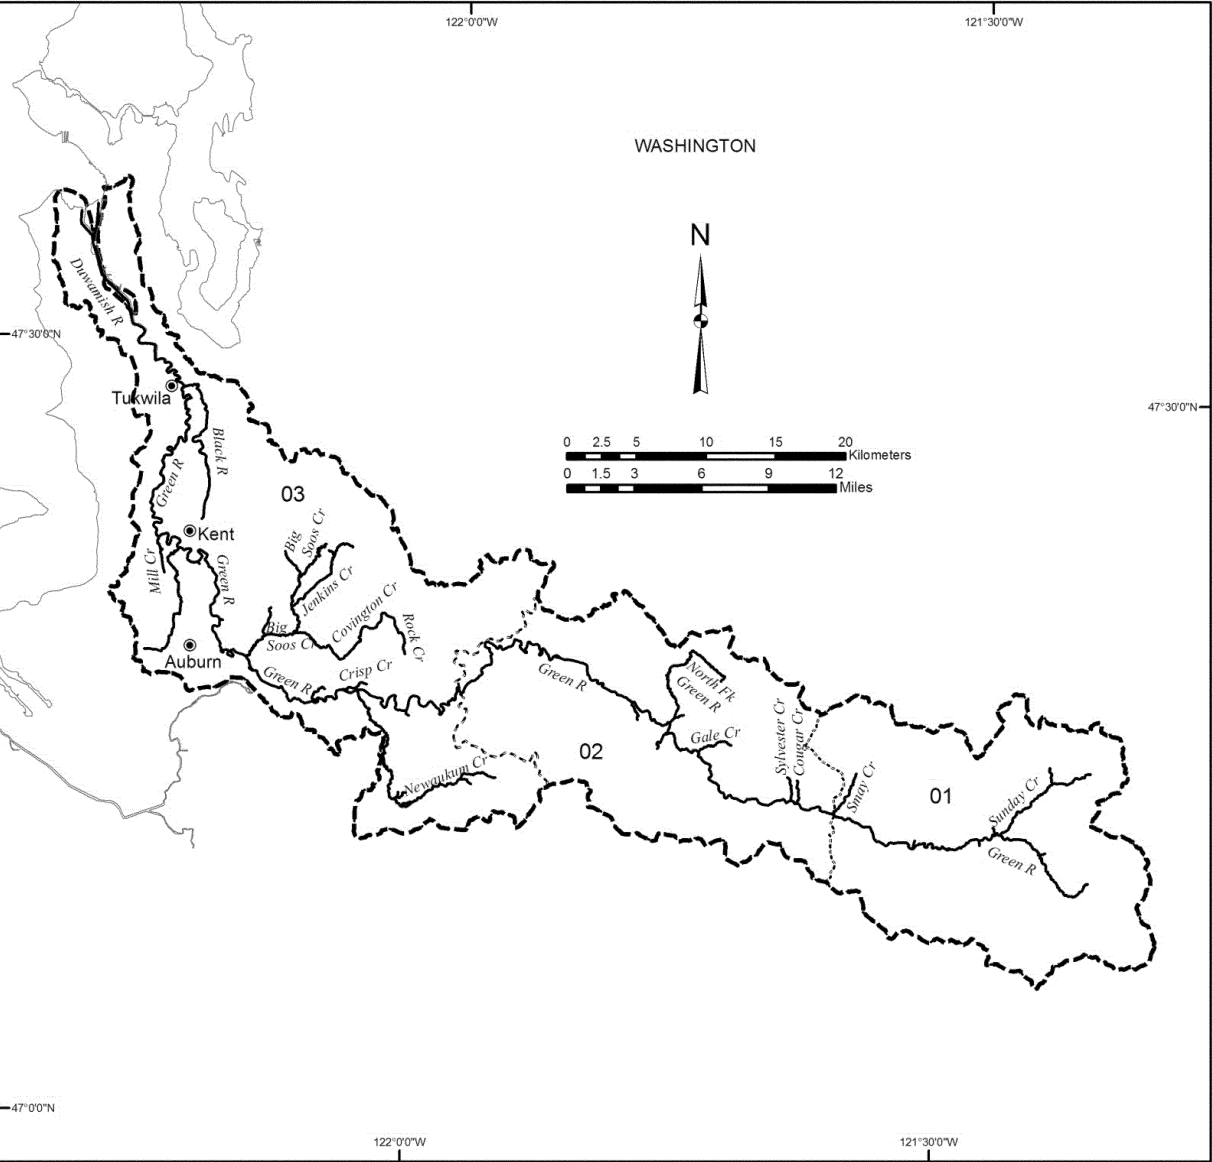 122°0'0"W
121°30'0"W
WASHINGTON
N
Duwamish R
47°30'0"N
Tukwila
47°30'0"N
0 2.5 5 10 15 20
Kilometers
0 1.5 3 6 9 12
Miles
Black R
Green R
03
Kent
Big
Soos Cr
Mill Cr
Green R
Jenkins Cr
Covington Cr
Rock Cr
Big
Soos Cr
Auburn
Crisp Cr
Green R
Green R
North Fk
Green R
Sylvester Cr
Cougar Cr
Gale Cr
02
Newaukum Cr
Smay Cr
01
Sunday Cr
Green R
47°0'0"N
122°0'0"W
121°30'0"W